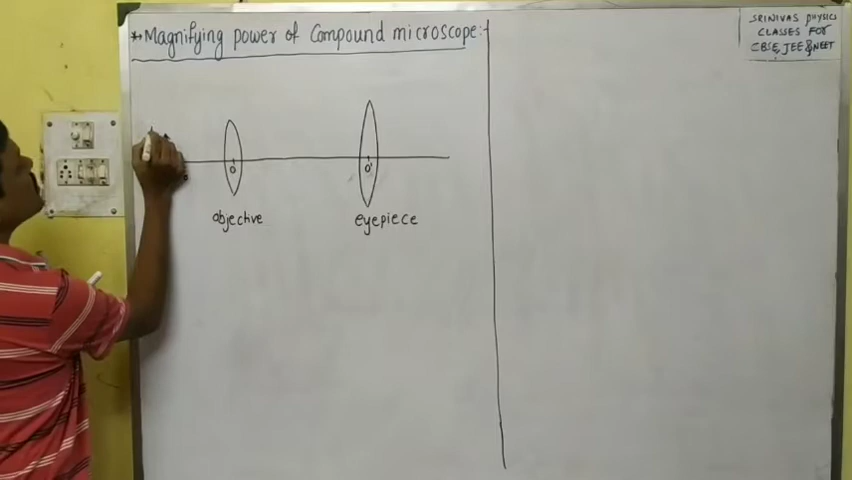 *→ Magnifying power of Compound microscope:-
SRINIVAS PHYSICS
CLASSES FOR
CBSE, JEE & NEET
O
O'
objective
eyepiece